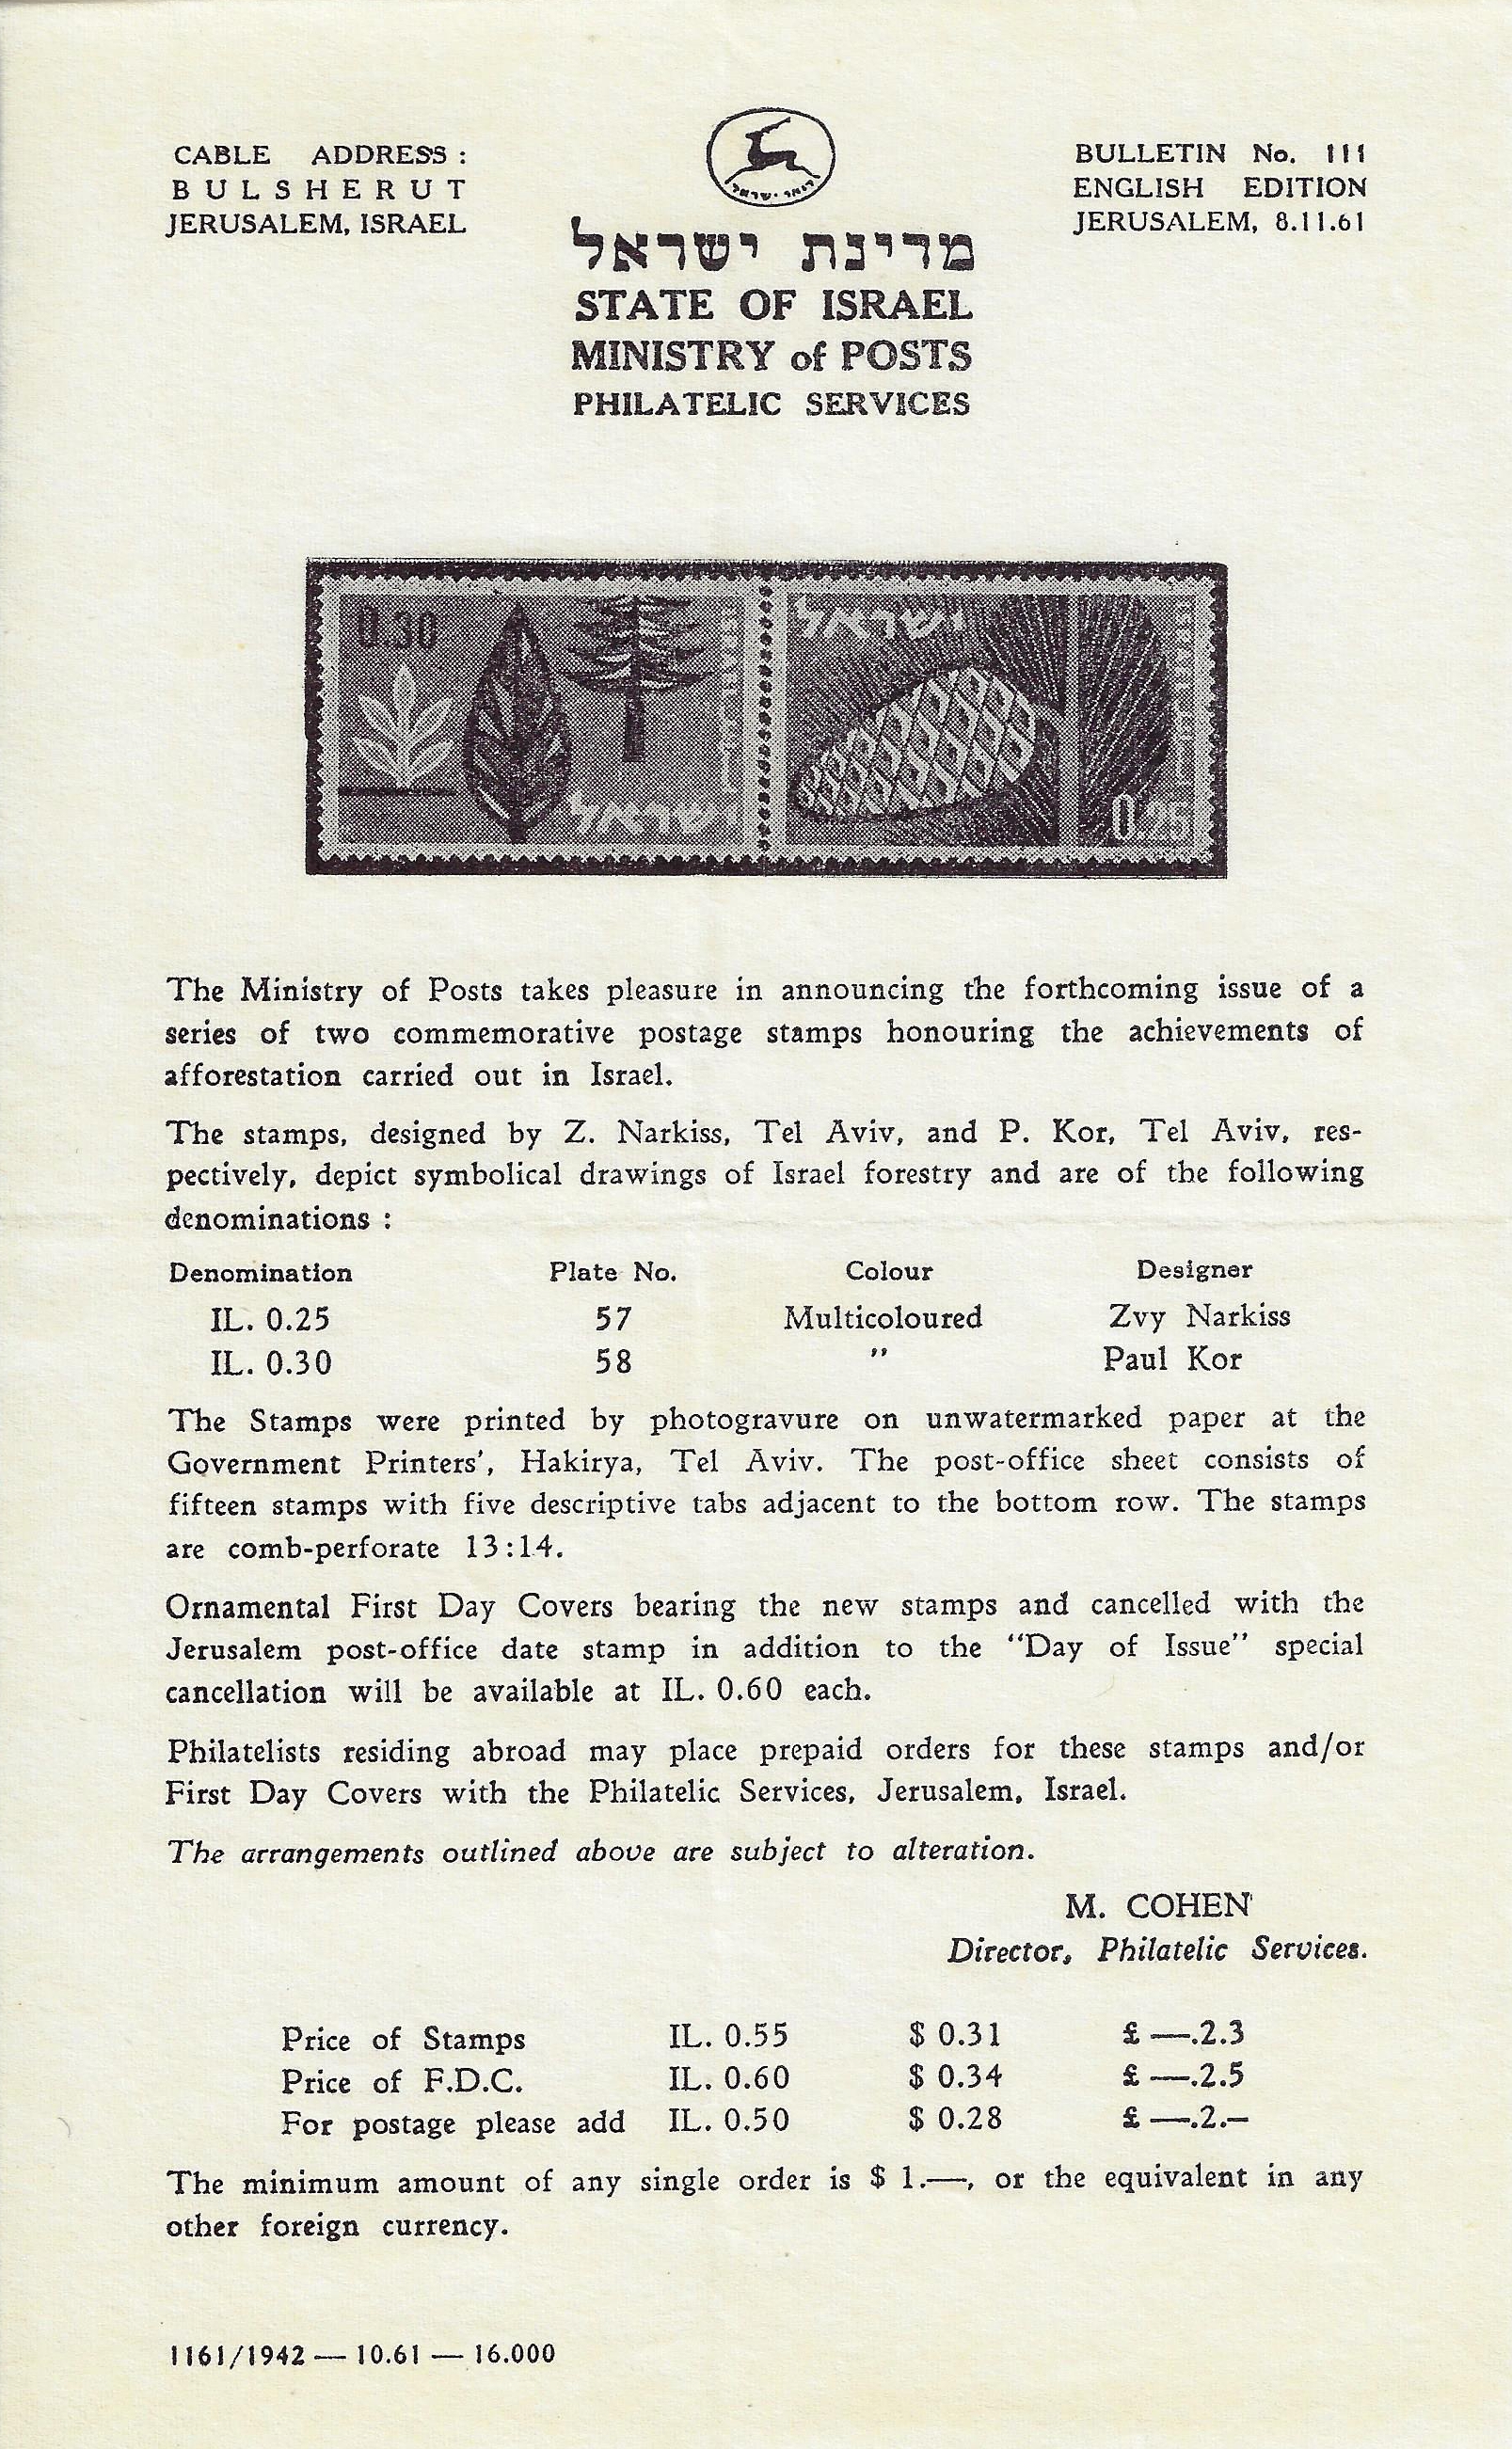 CABLE ADDRESS :
BULSHERUT
JERUSALEM, ISRAEL
דואר·ישראל
BULLETIN No. 111
ENGLISH EDITION
JERUSALEM, 8.11.61
מדינת ישראל
STATE OF ISRAEL
MINISTRY of POSTS
PHILATELIC SERVICES
0.30
ישראל
ישראל
0.25
The Ministry of Posts takes pleasure in announcing the forthcoming issue of a
series of two commemorative postage stamps honouring the achievements of
afforestation carried out in Israel.
The stamps, designed by Z. Narkiss, Tel Aviv, and P. Kor, Tel Aviv, res-
pectively, depict symbolical drawings of Israel forestry and are of the following
denominations :
Denomination Plate No. Colour Designer
IL. 0.25 57 Multicoloured Zvy Narkiss
IL. 0.30 58 ” Paul Kor
The Stamps were printed by photogravure on unwatermarked paper at the
Government Printers', Hakirya, Tel Aviv. The post-office sheet consists of
fifteen stamps with five descriptive tabs adjacent to the bottom row. The stamps
are comb-perforate 13:14.
Ornamental First Day Covers bearing the new stamps and cancelled with the
Jerusalem post-office date stamp in addition to the “Day of Issue” special
cancellation will be available at IL. 0.60 each.
Philatelists residing abroad may place prepaid orders for these stamps and/or
First Day Covers with the Philatelic Services, Jerusalem, Israel.
The arrangements outlined above are subject to alteration.
M. COHEN
Director, Philatelic Services.
Price of Stamps IL. 0.55 $ 0.31 £ —.2.3
Price of F.D.C. IL. 0.60 $ 0.34 £ —.2.5
For postage please add IL. 0.50 $ 0.28 £ —.2.—
The minimum amount of any single order is $ 1.—, or the equivalent in any
other foreign currency.
1161/1942 — 10.61 — 16.000